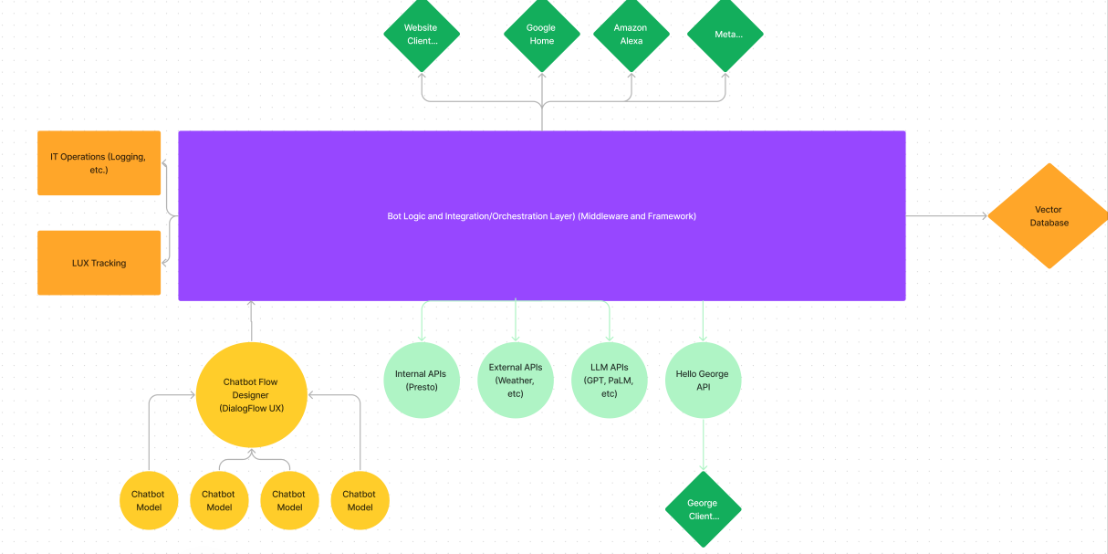 Website
Client...
Google
Home
Amazon
Alexa
Meta...
IT Operations (Logging,
etc.)
LUX Tracking
Bot Logic and Integration/Orchestration Layer) (Middleware and Framework)
Vector
Database
Chatbot Flow
Designer
(DialogFlow UX)
Internal APIs
(Presto)
External APIs
(Weather,
etc)
LLM APIs
(GPT, PaLM,
etc)
Hello George
API
Chatbot
Model
Chatbot
Model
Chatbot
Model
Chatbot
Model
George
Client...